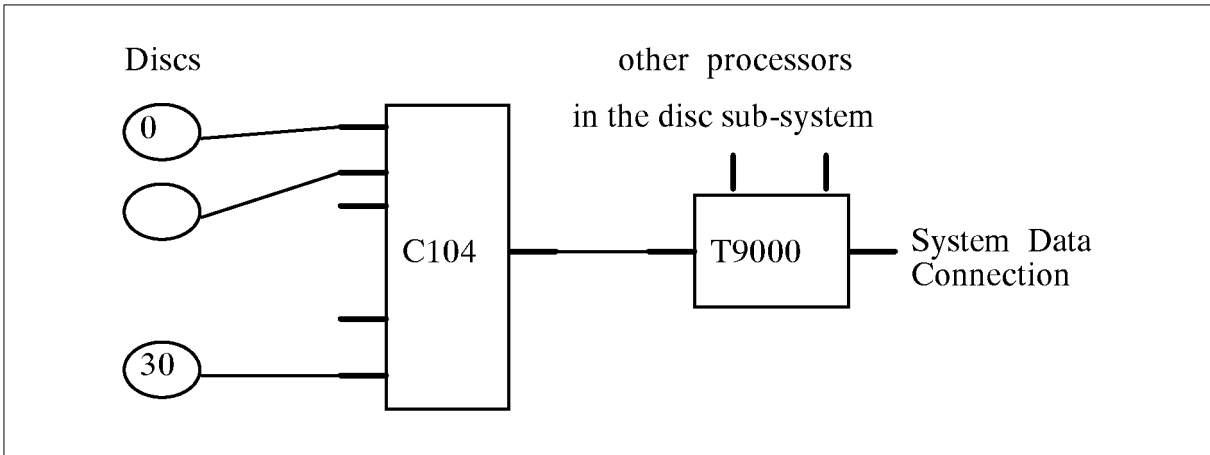 Discs
other processors
in the disc sub-system
0
C104
T9000
System Data
Connection
30